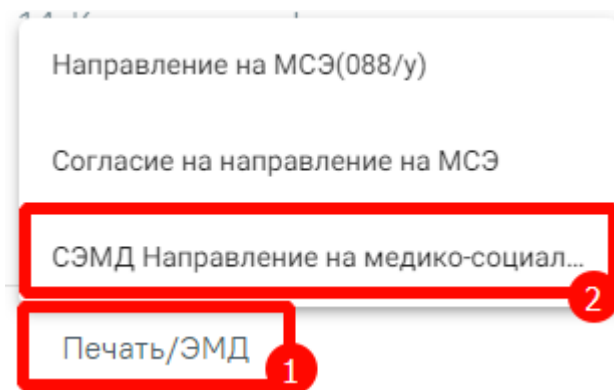 Направление на МСЭ(088/у)
Согласие на направление на МСЭ
СЭМД Направление на медико-социал...
2
Печать/ЭМД
1